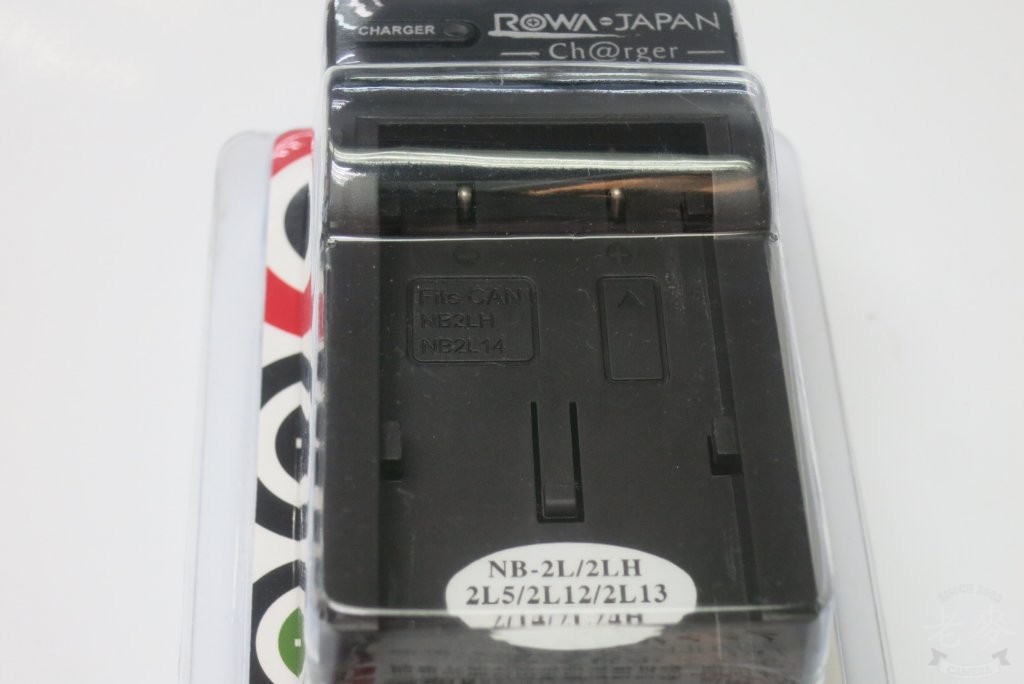 CHARGER
ROWA JAPAN
Ch@rger
Fits CAN
NB2LH
NB2L14
NB-2L/2LH
2L5/2L12/2L13